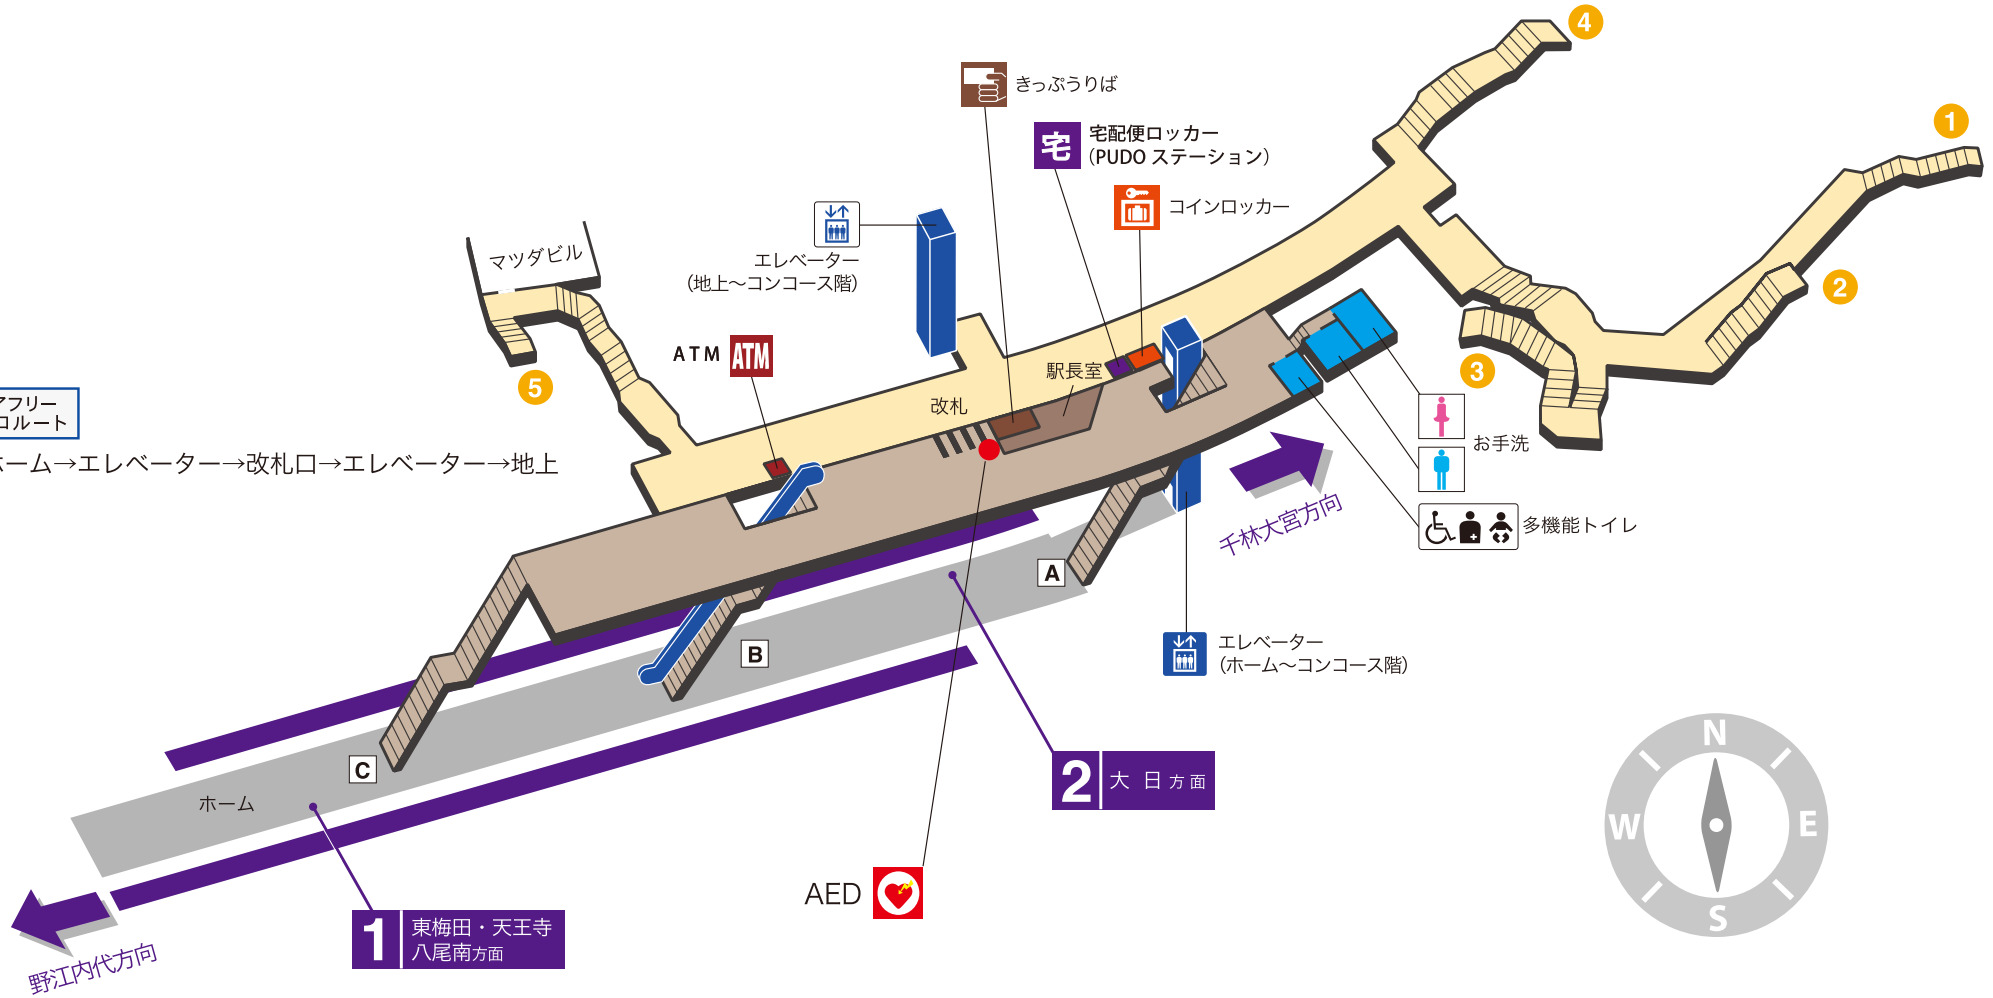 4
1
2
3
5
きっぷうりば
宅
宅配便ロッカー
（PUDO ステーション）
コインロッカー
マツダビル
エレベーター
（地上〜コンコース階）
ATM ATM
駅長室
改札
アフリー
ロルート
ホーム→エレベーター→改札口→エレベーター→地上
お手洗
多機能トイレ
千林大宮方向
A
B
C
エレベーター
（ホーム〜コンコース階）
ホーム
2 大日方面
AED
1 東梅田・天王寺
八尾南方面
野江内代方向
N
W
E
S